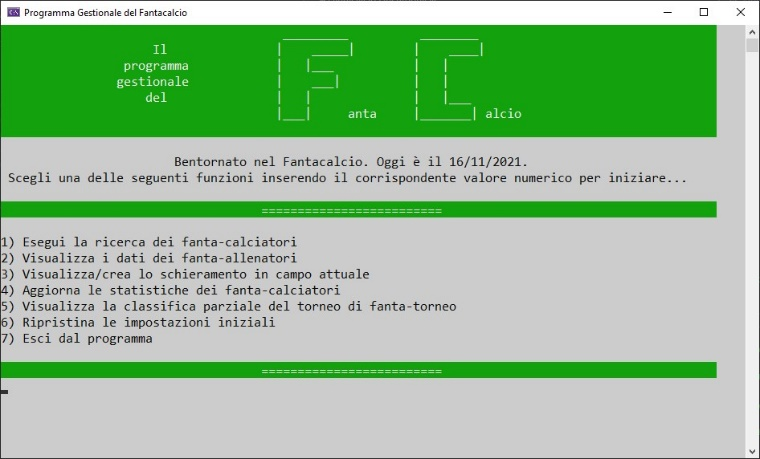 Programma Gestionale del Fantacalcio
Il
programma
gestionale
del
F anta C alcio
Bentornato nel Fantacalcio. Oggi è il 16/11/2021.
Scegli una delle seguenti funzioni inserendo il corrispondente valore numerico per iniziare...
=========================
1) Esegui la ricerca dei fanta-calciatori
2) Visualizza i dati dei fanta-allenatori
3) Visualizza/crea lo schieramento in campo attuale
4) Aggiorna le statistiche dei fanta-calciatori
5) Visualizza la classifica parziale del torneo di fanta-torneo
6) Ripristina le impostazioni iniziali
7) Esci dal programma
=========================